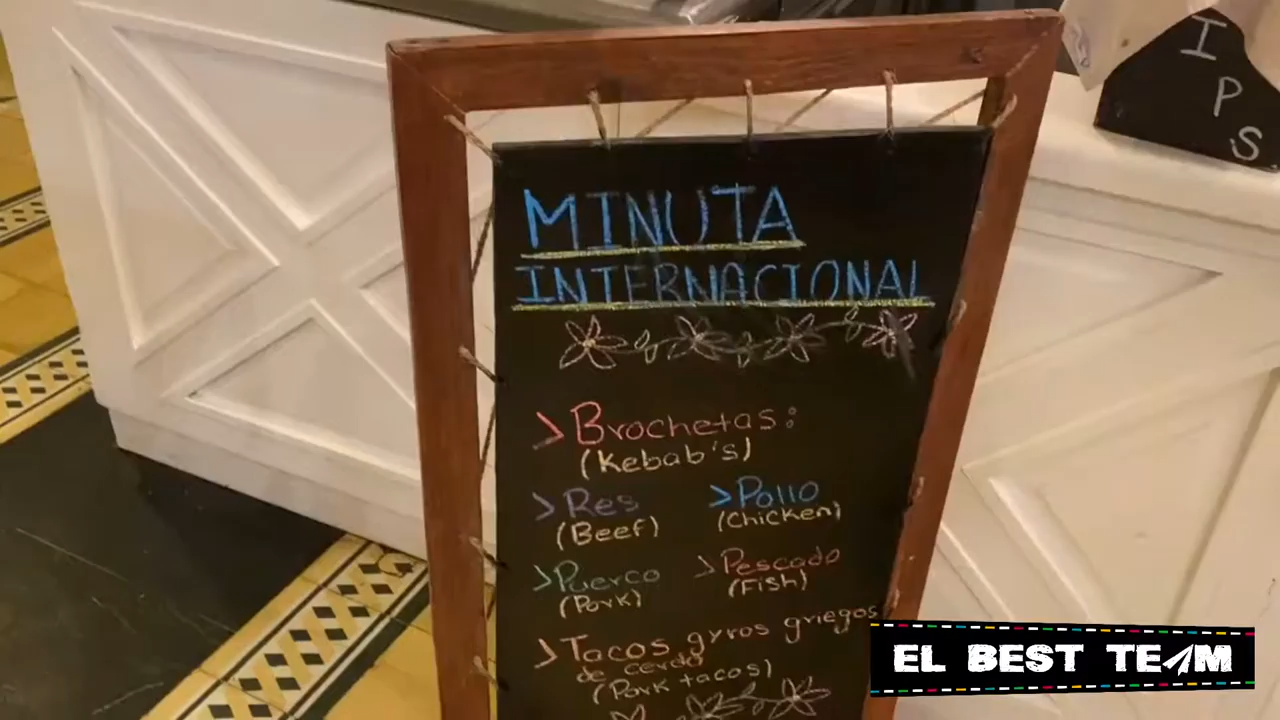 I
P
S
MINUTA
INTERNACIONAL
> Brochetas:
(Kebab's)
> Res > Pollo
(Beef) (Chicken)
> Puerco > Pescado
(Pork) (Fish)
> Tacos gyros griegos
de cerdo
(Pork tacos)
EL BEST TEAM